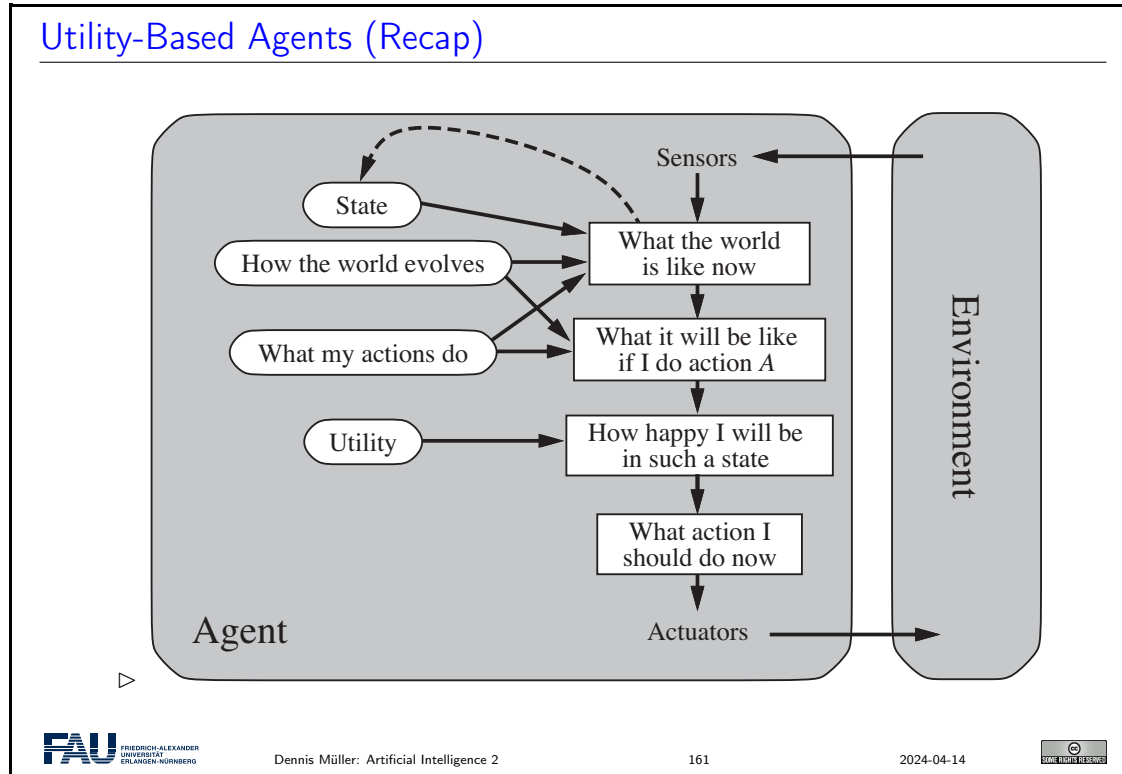 Utility-Based Agents (Recap)
Sensors
State
What the world
is like now
How the world evolves
What it will be like
if I do action A
What my actions do
How happy I will be
in such a state
Utility
What action I
should do now
Agent
Actuators
Environment
FAU
FRIEDRICH-ALEXANDER
UNIVERSITÄT
ERLANGEN-NÜRNBERG
Dennis Müller: Artificial Intelligence 2
161
2024-04-14
cc
SOME RIGHTS RESERVED